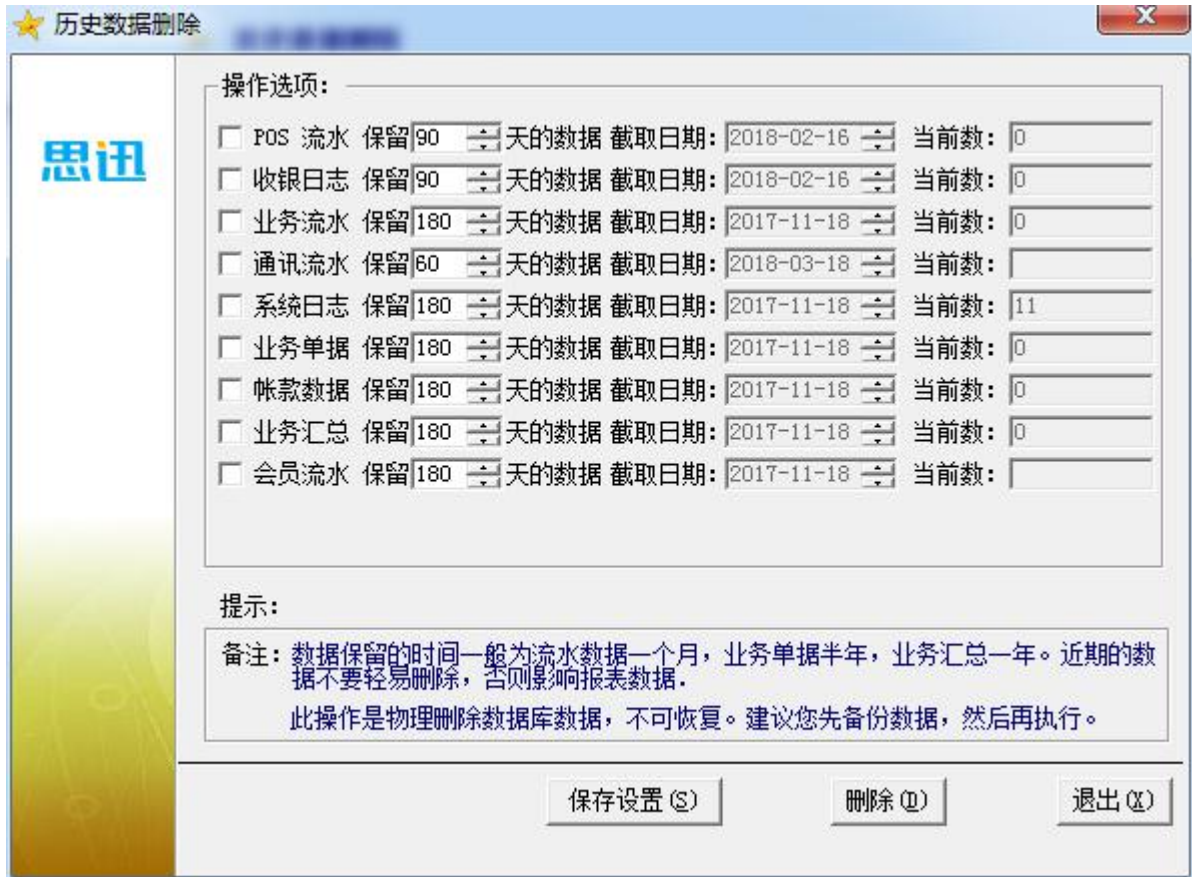 历史数据删除
思迅
操作选项:
POS 流水 保留 90 天的数据 截取日期: 2018-02-16 当前数: 0
收银日志 保留 90 天的数据 截取日期: 2018-02-16 当前数: 0
业务流水 保留 180 天的数据 截取日期: 2017-11-18 当前数: 0
通讯流水 保留 60 天的数据 截取日期: 2018-03-18 当前数:
系统日志 保留 180 天的数据 截取日期: 2017-11-18 当前数: 11
业务单据 保留 180 天的数据 截取日期: 2017-11-18 当前数: 0
帐款数据 保留 180 天的数据 截取日期: 2017-11-18 当前数: 0
业务汇总 保留 180 天的数据 截取日期: 2017-11-18 当前数: 0
会员流水 保留 180 天的数据 截取日期: 2017-11-18 当前数:
提示:
备注: 数据保留的时间一般为流水数据一个月，业务单据半年，业务汇总一年。近期的数
据不要轻易删除，否则影响报表数据.
此操作是物理删除数据库数据，不可恢复。建议您先备份数据，然后再执行。
保存设置(S) 删除(D) 退出(X)